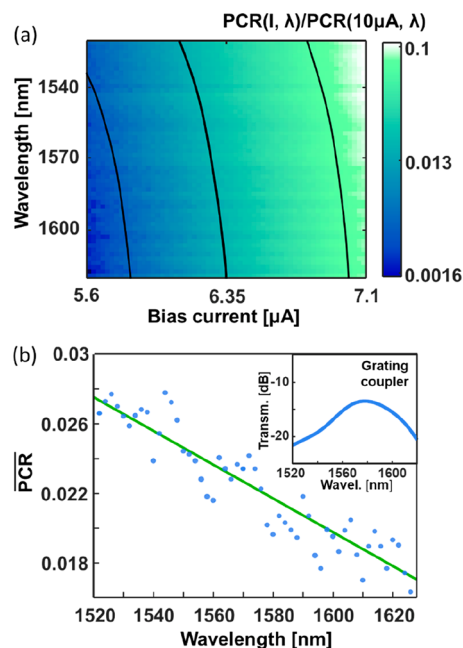 (a)
PCR(I, λ)/PCR(10μA, λ)
Wavelength [nm]
1540
1570
1600
5.6
6.35
7.1
Bias current [μA]
0.1
0.013
0.0016
(b)
PCR
0.03
0.026
0.022
0.018
1520
1540
1560
1580
1600
1620
Wavelength [nm]
Grating
coupler
Transm. [dB]
-10
-20
1520
1560
1600
Wavel. [nm]